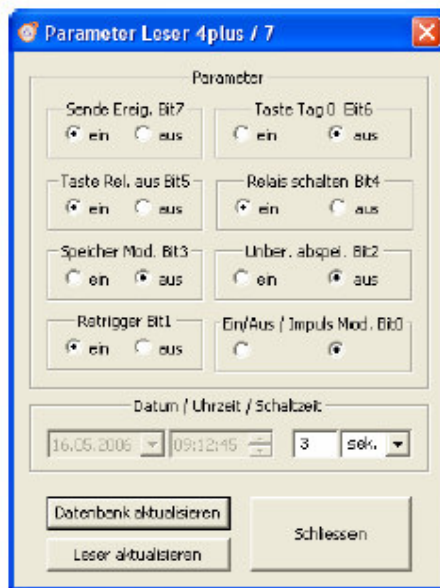 Parameter Leser 4plus / 7
Parameter
Sende Ereig. Bit7
Taste Tag 0 Bit6
ein aus
ein aus
Taste Rel. aus Bit5
Relais schalten Bit4
ein aus
ein aus
Speicher Mod. Bit3
Unber. abspei. Bit2
ein aus
ein aus
Retrigger Bit1
Ein/Aus / Impuls Mod. Bit0
ein aus
Datum / Uhrzeit / Schaltzeit
16.05.2006 09:12:45 3 sek.
Datenbank aktualisieren
Schliessen
Leser aktualisieren